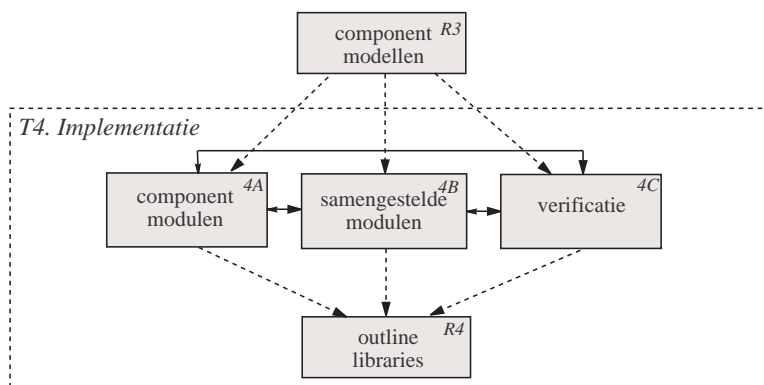 component R3
modellen
T4. Implementatie
component 4A
modulen
samengestelde 4B
modulen
verificatie 4C
outline R4
libraries